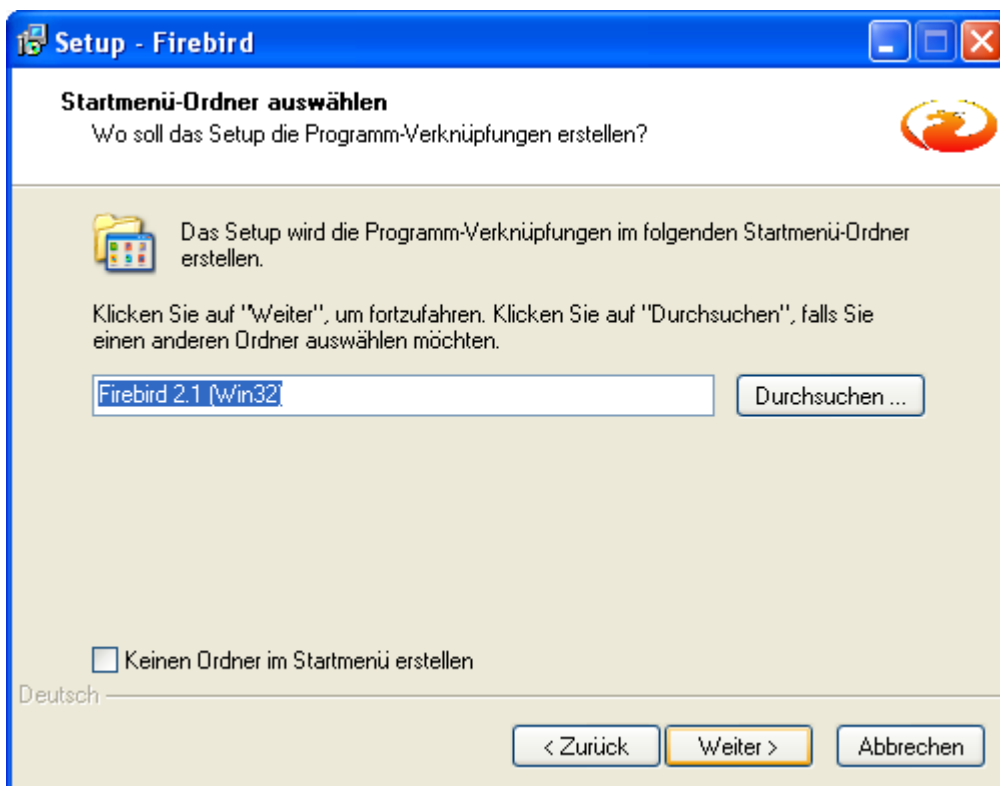 Setup - Firebird
Startmenü-Ordner auswählen
Wo soll das Setup die Programm-Verknüpfungen erstellen?
Das Setup wird die Programm-Verknüpfungen im folgenden Startmenü-Ordner
erstellen.
Klicken Sie auf "Weiter", um fortzufahren. Klicken Sie auf "Durchsuchen", falls Sie
einen anderen Ordner auswählen möchten.
Firebird 2.1 (Win32)
Durchsuchen ...
Keinen Ordner im Startmenü erstellen
Deutsch
< Zurück
Weiter >
Abbrechen